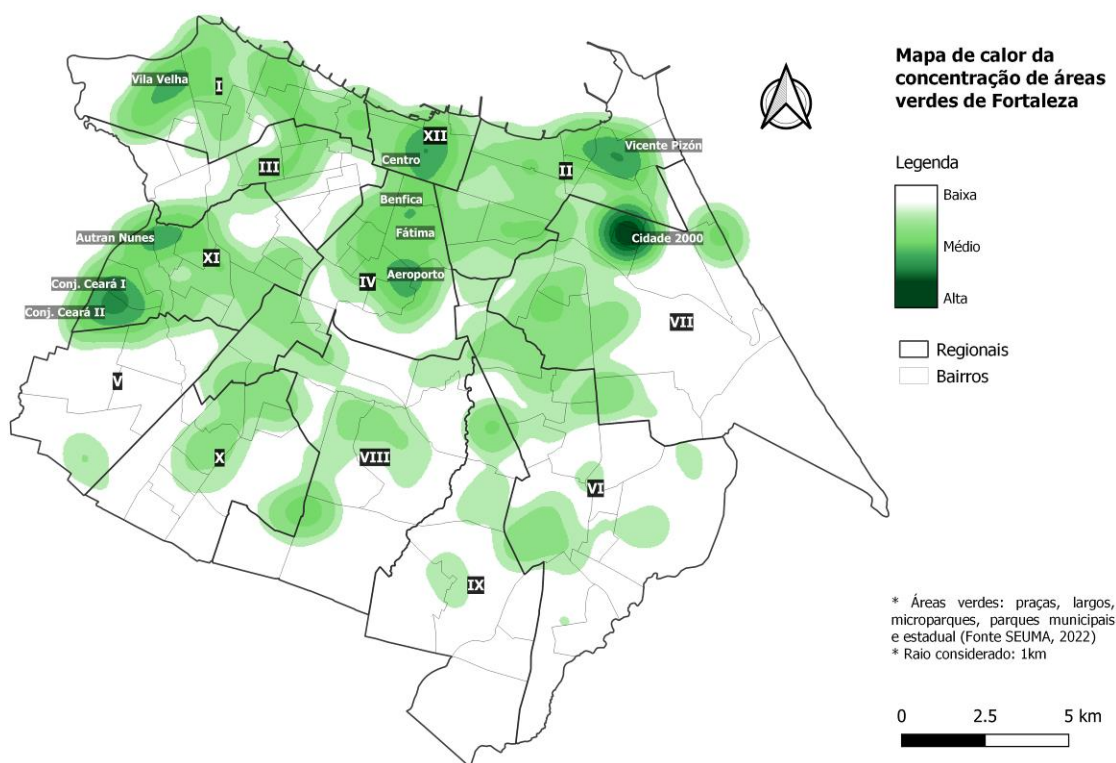 Mapa de calor da
concentração de áreas
verdes de Fortaleza
Legenda
Baixa
Médio
Alta
Regionais
Bairros
* Áreas verdes: praças, largos,
microparques, parques municipais
e estadual (Fonte SEUMA, 2022)
* Raio considerado: 1km
0 2.5 5 km
Vila Velha
I
XII
Centro
III
II
Vicente Pizón
Benfica
Fátima
Cidade 2000
Autran Nunes
XI
Aeroporto
IV
Conj. Ceará I
Conj. Ceará II
VII
V
X
VIII
VI
IX